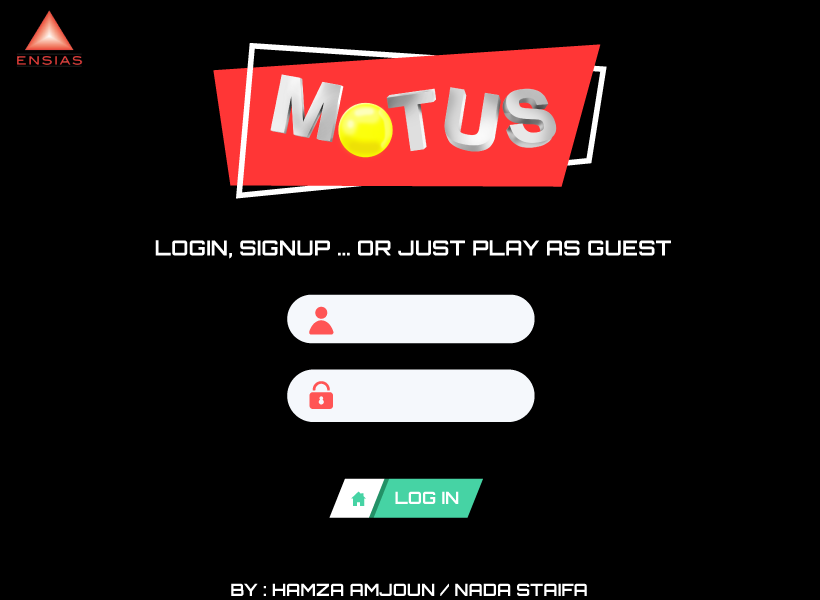 ENSIAS
MOTUS
LOGIN, SIGNUP ... OR JUST PLAY AS GUEST
LOG IN
BY : HAMZA AMJOUN / NADA STAIFA